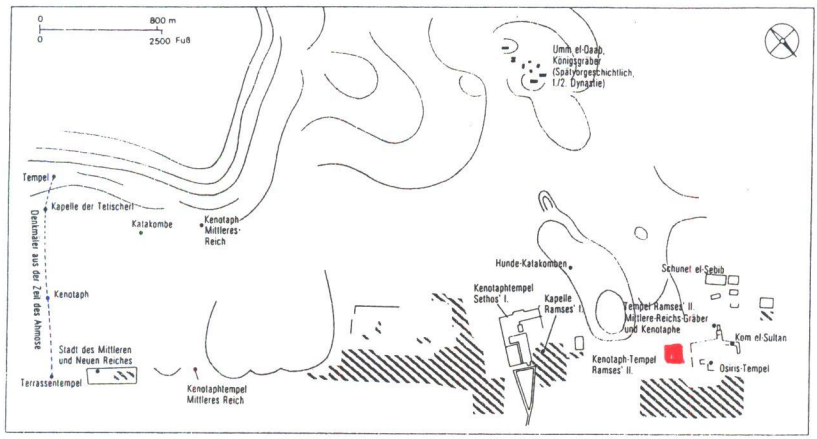 0 800 m
0 2500 Fuß
Umm el-Qaab,
Königsgräber
(Spätvorgeschichtlich,
1./2. Dynastie)
Tempel
Kapelle der Tetischeri
Katakombe
Kenotaph
Mittleres-
Reich
Denkmäler aus der Zeit des Ahmose
Kenotaph
Hunde-Katakomben
Schunet el-Sebib
Kenotaphtempel
Sethos' I.
Kapelle
Ramses' I.
Tempel Ramses' II.
Mittlere-Reichs-Gräber
und Kenotaphe
Kom el-Sultan
Stadt des Mittleren
und Neuen Reiches
Kenotaph-Tempel
Ramses' II.
Osiris-Tempel
Terrassentempel
Kenotaphtempel
Mittleres Reich